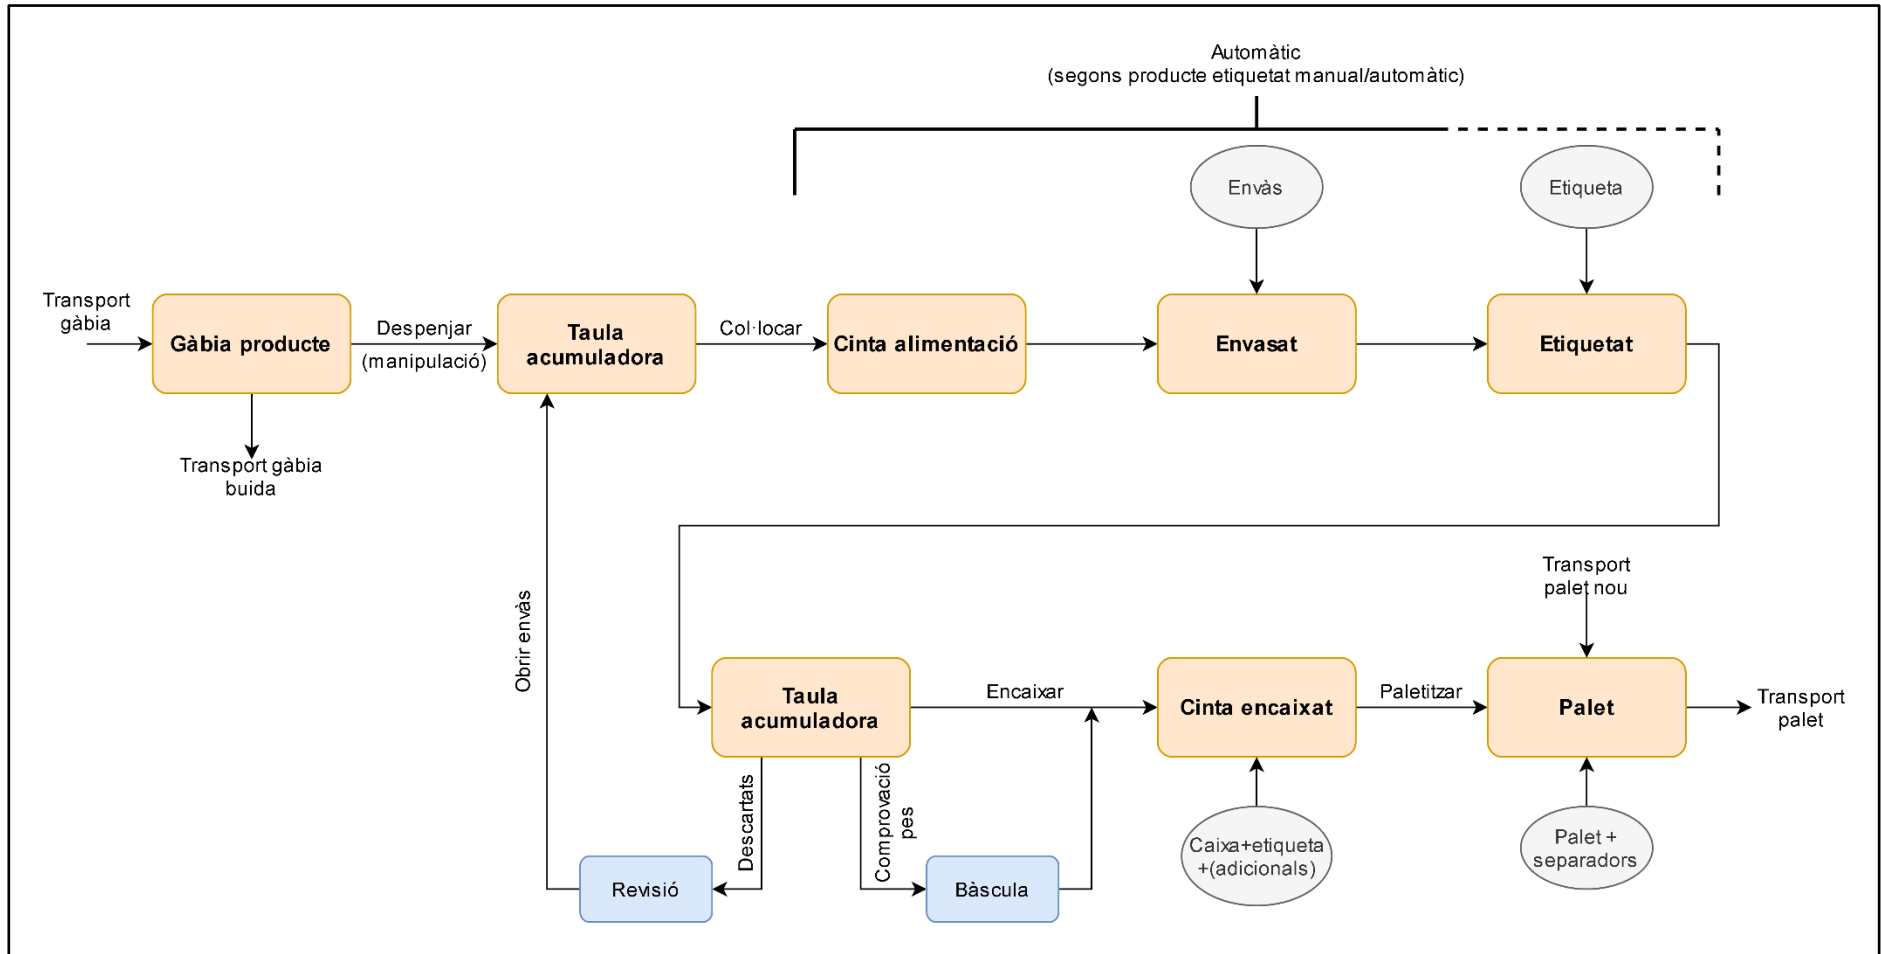 Automàtic
(segons producte etiquetat manual/automàtic)
Envàs
Etiqueta
Transport
gàbia
Gàbia producte
Despenjar
(manipulació)
Taula
acumuladora
Col·locar
Cinta alimentació
Envasat
Etiquetat
Transport gàbia
buida
Obrir envàs
Transport
palet nou
Taula
acumuladora
Encaixar
Cinta encaixat
Paletitzar
Palet
Transport
palet
Descartats
Comprovació
pes
Revisió
Bàscula
Caixa+etiqueta
+(adicionals)
Palet +
separadors